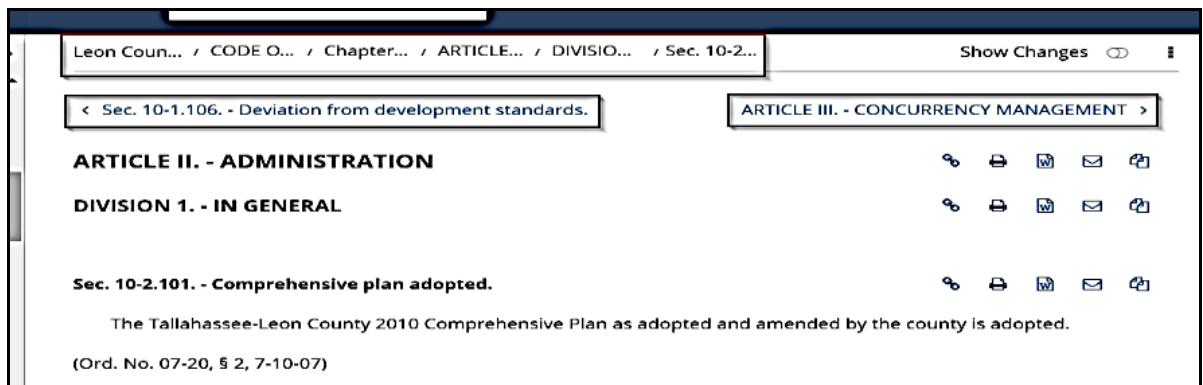 Leon Coun... / CODE O... / Chapter... / ARTICLE... / DIVISIO... / Sec. 10-2... Show Changes
< Sec. 10-1.106. - Deviation from development standards. ARTICLE III. - CONCURRENCY MANAGEMENT >
ARTICLE II. - ADMINISTRATION
DIVISION 1. - IN GENERAL
Sec. 10-2.101. - Comprehensive plan adopted.
The Tallahassee-Leon County 2010 Comprehensive Plan as adopted and amended by the county is adopted.
(Ord. No. 07-20, § 2, 7-10-07)